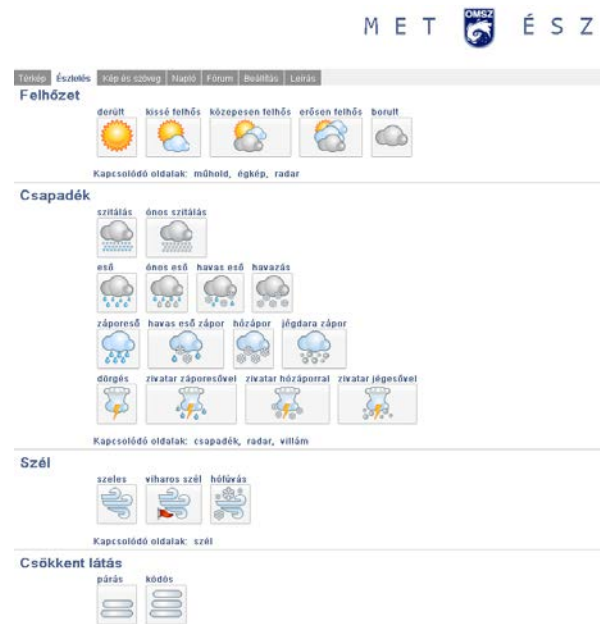 MET OMSZ ÉSZ
Térkép Észlelés Kép és szöveg Napló Fórum Beállítás Leírás
Felhőzet
derült kissé felhős közepesen felhős erősen felhős borult
Kapcsolódó oldalak: műhold, égkép, radar
Csapadék
szitálás ónos szitálás
eső ónos eső havas eső havazás
záporeső havas eső zápor hózápor jégdara zápor
dörgés zivatar záporesővel zivatar hózáporral zivatar jégesővel
Kapcsolódó oldalak: csapadék, radar, villám
Szél
szeles viharos szél hófúvás
Kapcsolódó oldalak: szél
Csökkent látás
párás ködös